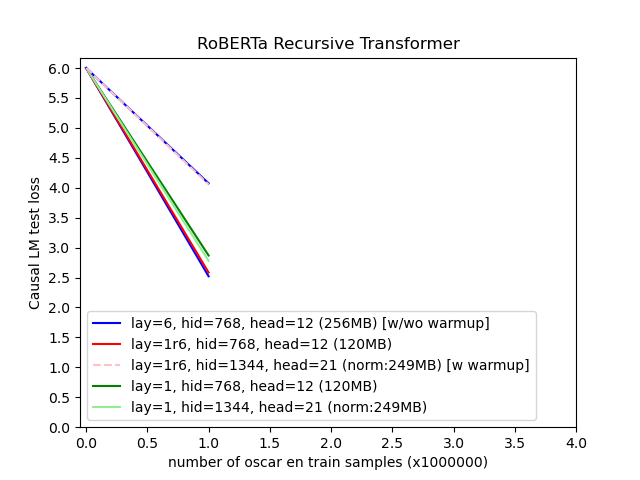 RoBERTa Recursive Transformer
Causal LM test loss
6.0
5.5
5.0
4.5
4.0
3.5
3.0
2.5
2.0
1.5
1.0
0.5
0.0
lay=6, hid=768, head=12 (256MB) [w/wo warmup]
lay=1r6, hid=768, head=12 (120MB)
lay=1r6, hid=1344, head=21 (norm:249MB) [w warmup]
lay=1, hid=768, head=12 (120MB)
lay=1, hid=1344, head=21 (norm:249MB)
0.0 0.5 1.0 1.5 2.0 2.5 3.0 3.5 4.0
number of oscar en train samples (x1000000)